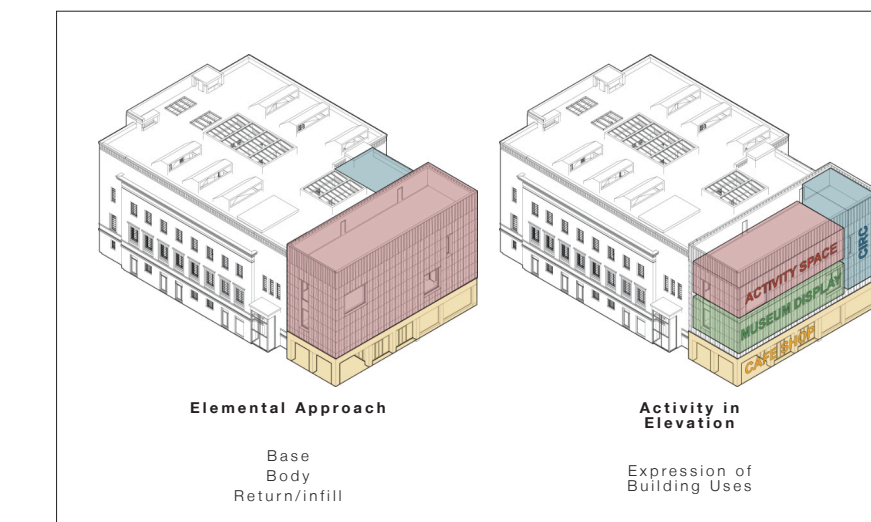 ACTIVITY SPACE
MUSEUM DISPLAY
CAFE SHOP
CIRC
Elemental Approach
Base
Body
Return/infill
Activity in
Elevation
Expression of
Building Uses